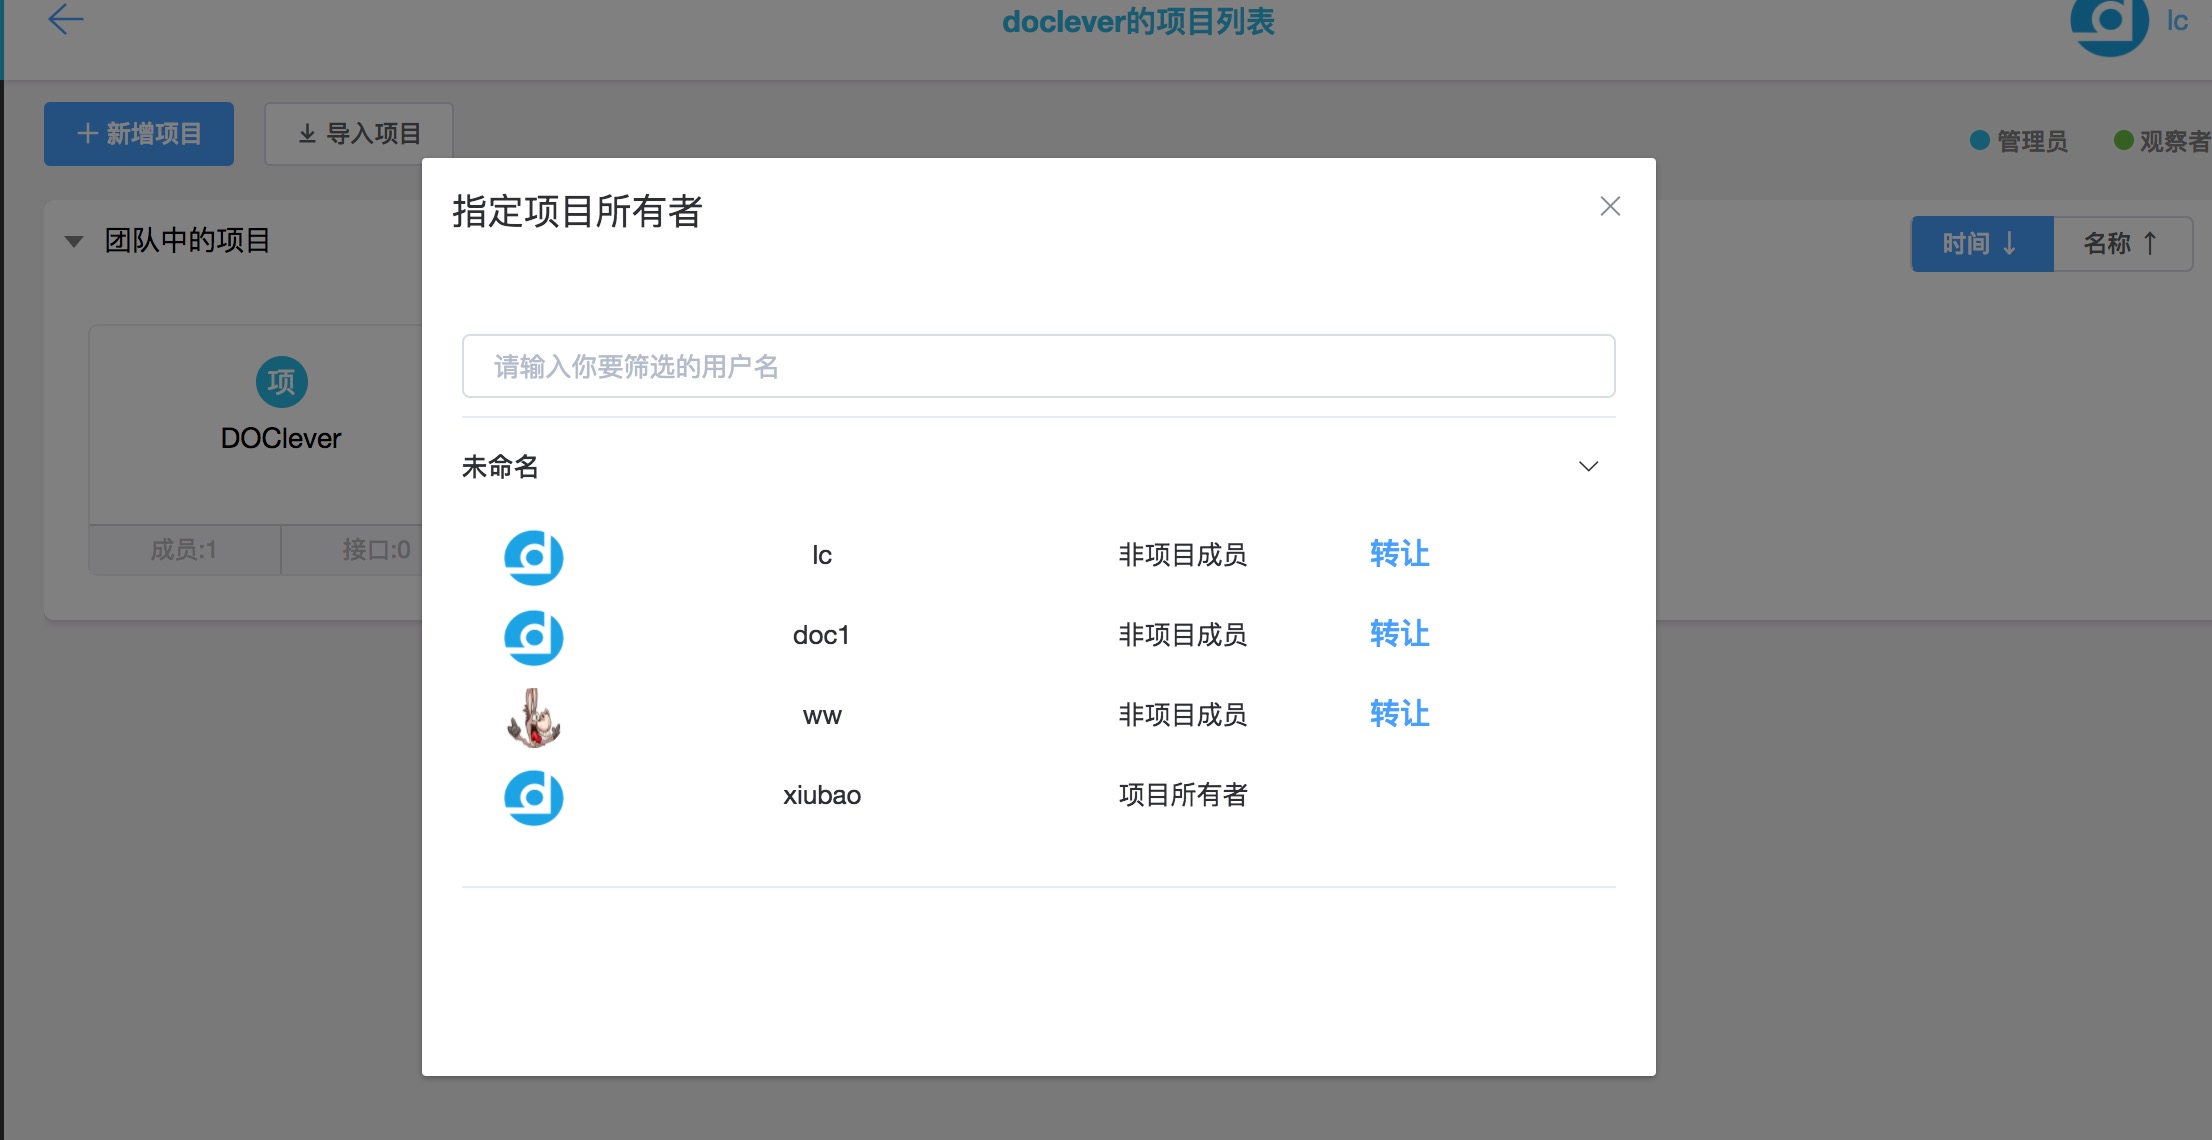 doclever的项目列表
lc
新增项目
导入项目
管理员
观察者
团队中的项目
时间
名称
项
DOClever
成员:1
接口:0
指定项目所有者
请输入你要筛选的用户名
未命名
lc 非项目成员 转让
doc1 非项目成员 转让
ww 非项目成员 转让
xiubao 项目所有者